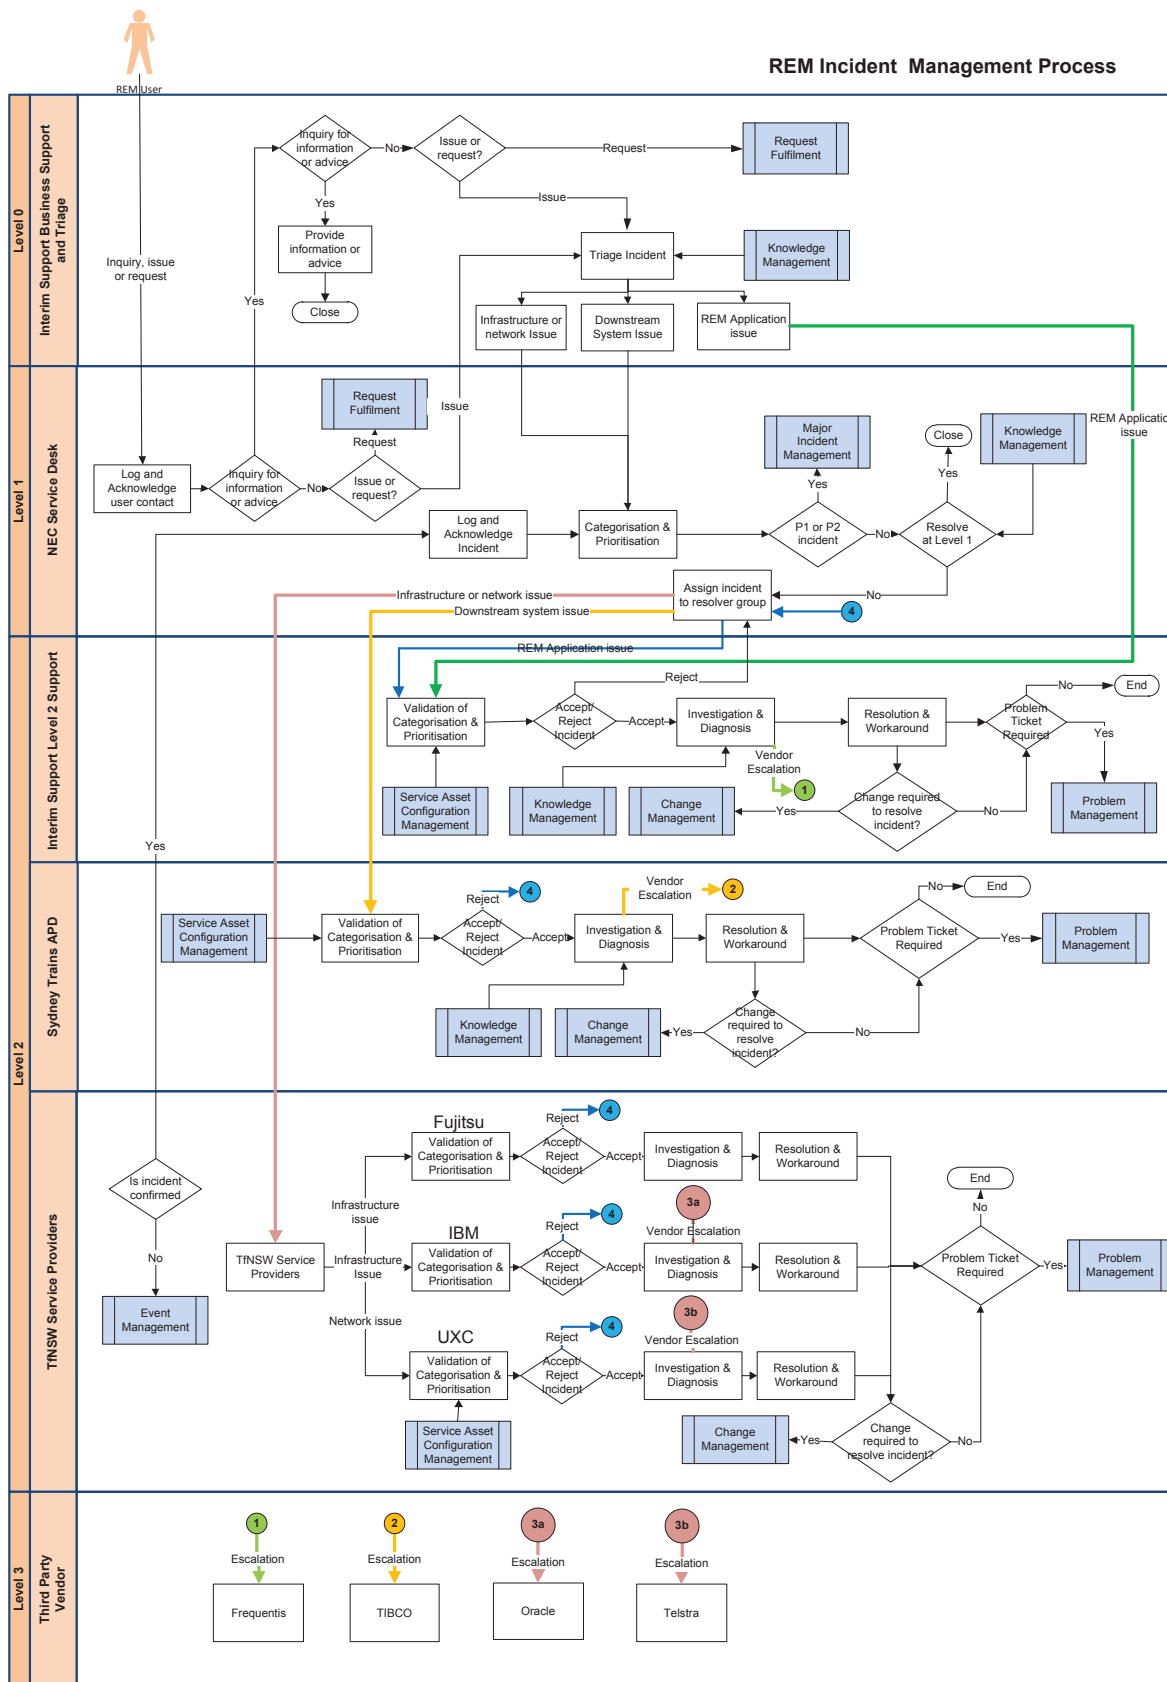 REM Incident  Management Process
REM User
Level 0
Interim Support Business Support
and Triage
Inquiry for
information
or advice
No
Issue or
request?
Request
Request
Fulfilment
Yes
Issue
Provide
information or
advice
Close
Inquiry, issue
or request
Yes
Triage Incident
Knowledge
Management
Infrastructure or
network Issue
Downstream
System Issue
REM Application
issue
Level 1
NEC Service Desk
Request
Fulfilment
Issue
Request
Log and
Acknowledge
user contact
Inquiry for
information
or advice
No
Issue or
request?
Major
Incident
Management
Close
Knowledge
Management
REM Application
issue
Yes
Yes
Log and
Acknowledge
Incident
Categorisation &
Prioritisation
P1 or P2
incident
No
Resolve
at Level 1
Infrastructure or network issue
Downstream system issue
Assign incident
to resolver group
No
4
Level 2
Interim Support Level 2 Support
REM Application issue
Reject
Validation of
Categorisation &
Prioritisation
Accept/
Reject
Incident
Accept
Investigation &
Diagnosis
Resolution &
Workaround
Problem
Ticket
Required
No
End
Yes
Vendor
Escalation
1
Service Asset
Configuration
Management
Knowledge
Management
Change
Management
Yes
Change required
to resolve
incident?
No
Problem
Management
Yes
Sydney Trains APD
Service Asset
Configuration
Management
Validation of
Categorisation &
Prioritisation
Reject
4
Accept/
Reject
Incident
Accept
Vendor
Escalation
2
Investigation &
Diagnosis
Resolution &
Workaround
Problem Ticket
Required
No
End
Yes
Problem
Management
Knowledge
Management
Change
Management
Yes
Change
required to
resolve
incident?
No
TfNSW Service Providers
Fujitsu
Validation of
Categorisation &
Prioritisation
Reject
4
Accept/
Reject
Incident
Accept
Investigation &
Diagnosis
Resolution &
Workaround
Is incident
confirmed
No
Event
Management
TfNSW Service
Providers
Infrastructure
issue
Infrastructure
Issue
Network issue
IBM
Validation of
Categorisation &
Prioritisation
Reject
4
Accept/
Reject
Incident
Accept
3a
Vendor Escalation
Investigation &
Diagnosis
Resolution &
Workaround
End
No
Problem Ticket
Required
Yes
Problem
Management
UXC
Validation of
Categorisation &
Prioritisation
Reject
4
Accept/
Reject
Incident
Accept
3b
Vendor Escalation
Investigation &
Diagnosis
Resolution &
Workaround
Service Asset
Configuration
Management
Change
Management
Yes
Change
required to
resolve incident?
No
Level 3
Third Party
Vendor
1
Escalation
Frequentis
2
Escalation
TIBCO
3a
Escalation
Oracle
3b
Escalation
Telstra